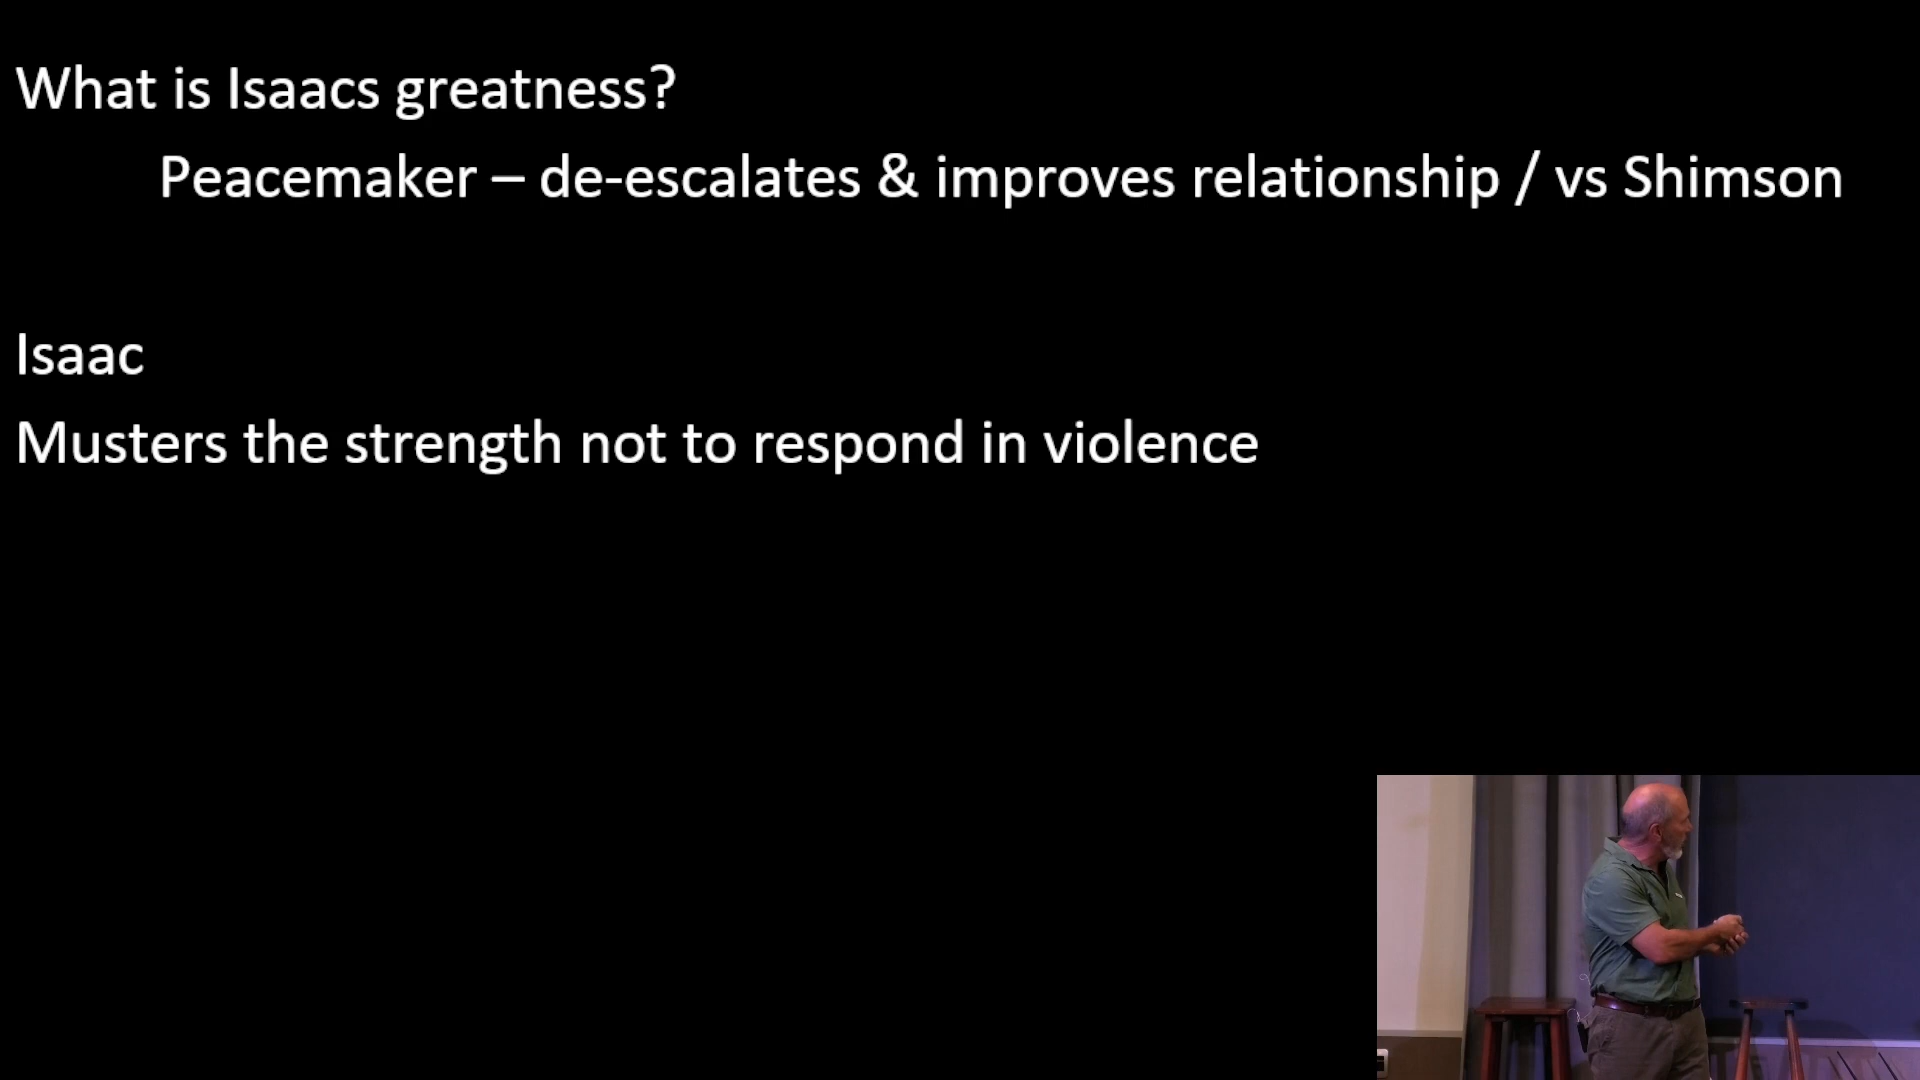 What is Isaacs greatness?
Peacemaker – de-escalates & improves relationship / vs Shimson
Isaac
Musters the strength not to respond in violence